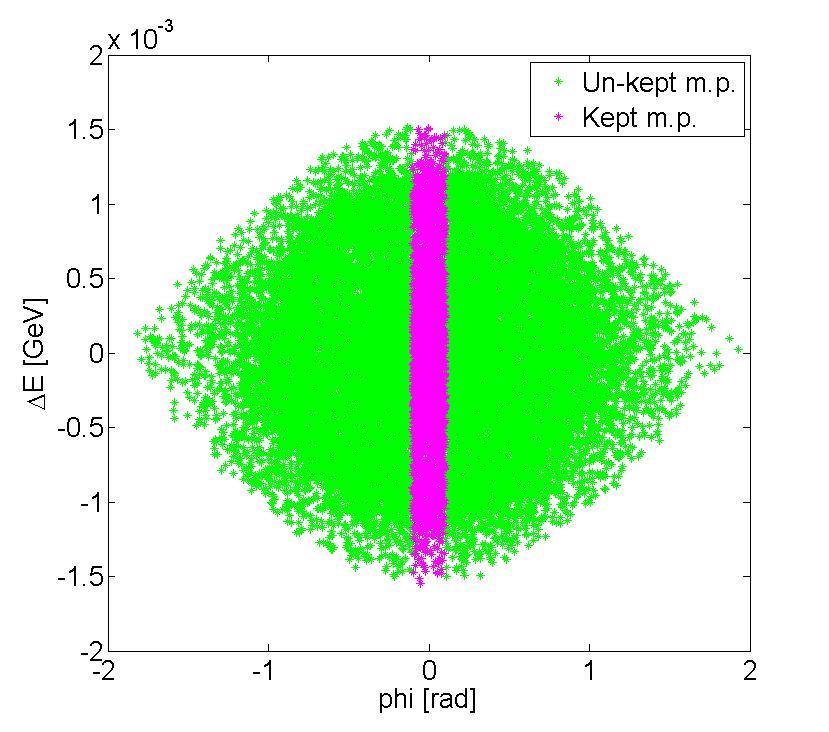 x 10-3
2
1.5
1
0.5
0
-0.5
-1
-1.5
-2
ΔE [GeV]
Un-kept m.p.
Kept m.p.
-2 -1 0 1 2
phi [rad]